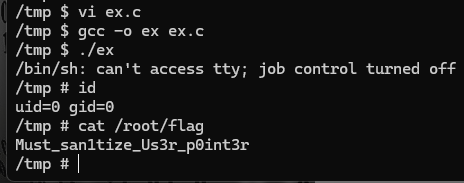 /tmp $ vi ex.c
/tmp $ gcc -o ex ex.c
/tmp $ ./ex
/bin/sh: can't access tty; job control turned off
/tmp # id
uid=0 gid=0
/tmp # cat /root/flag
Must_san1tize_Us3r_p0int3r
/tmp #